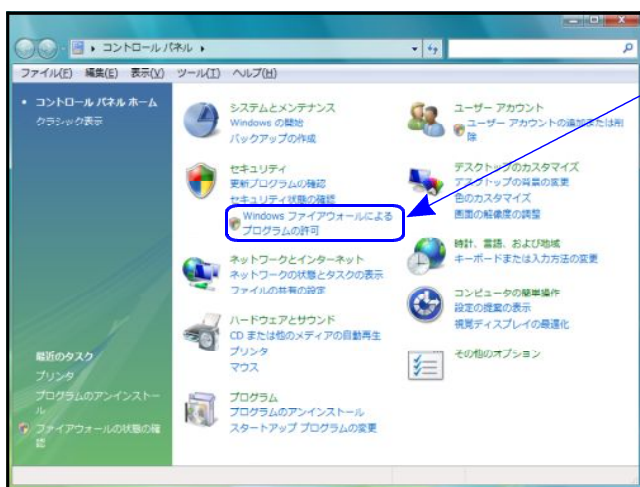 コントロール パネル
ファイル(F) 編集(E) 表示(V) ツール(T) ヘルプ(H)
コントロール パネル ホーム
クラシック表示
最近のタスク
プリンタ
プログラムのアンインストー
ル
ファイアウォールの状態の確
認
システムとメンテナンス
Windows の開始
バックアップの作成
セキュリティ
更新プログラムの確認
セキュリティ状態の確認
Windows ファイアウォールによる
プログラムの許可
ネットワークとインターネット
ネットワークの状態とタスクの表示
ファイルの共有の設定
ハードウェアとサウンド
CD または他のメディアの自動再生
プリンタ
マウス
プログラム
プログラムのアンインストール
スタートアップ プログラムの変更
ユーザー アカウント
ユーザー アカウントの追加または削
除
デスクトップのカスタマイズ
デスクトップの背景の変更
色のカスタマイズ
画面の解像度の調整
時計、言語、および地域
キーボードまたは入力方法の変更
コンピュータの簡単操作
設定の提案の表示
視覚ディスプレイの最適化
その他のオプション